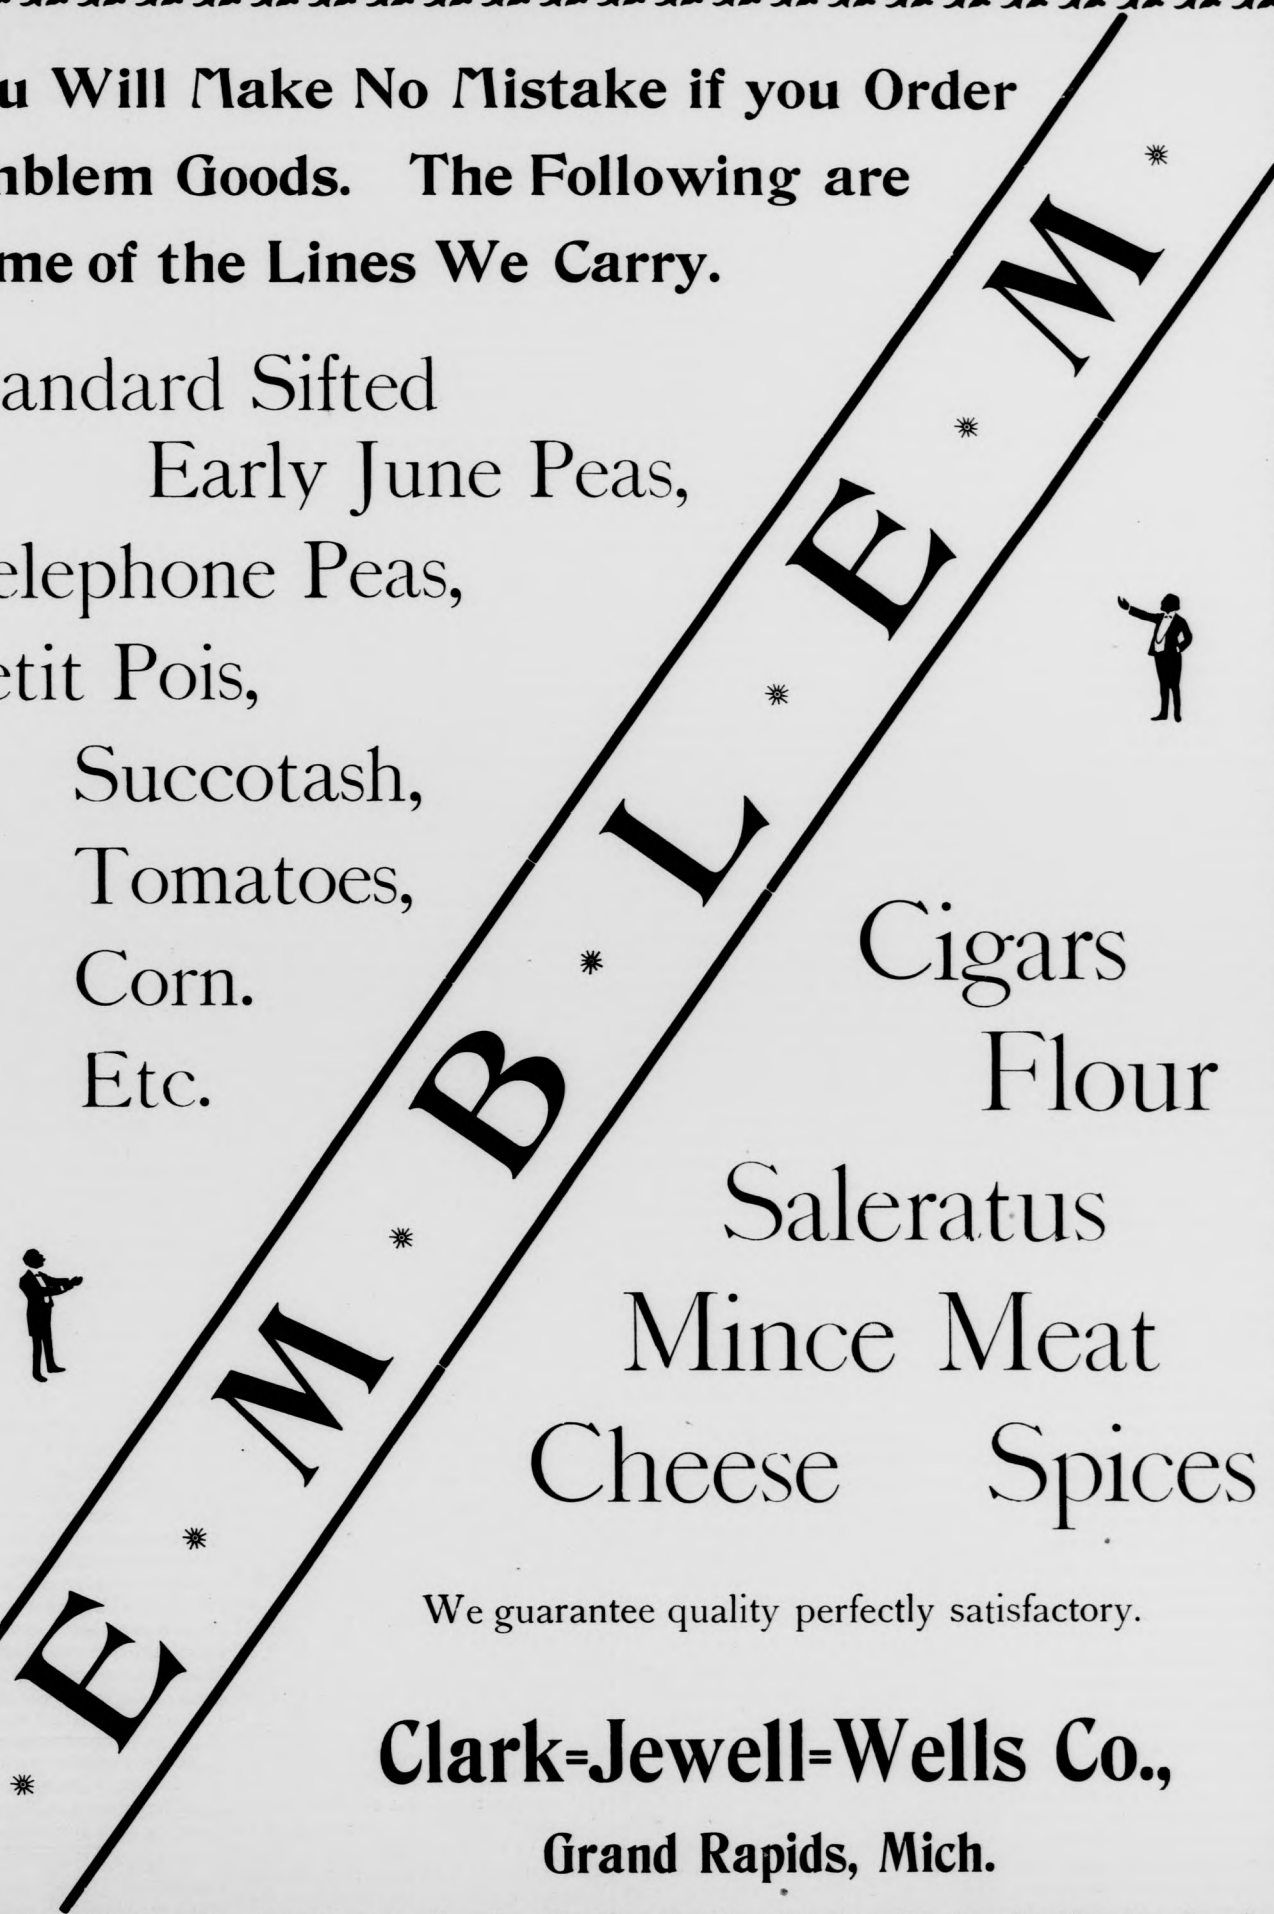 u Will Make No Mistake if you Order
mblem Goods. The Following are
me of the Lines We Carry.
andard Sifted
Early June Peas,
elephone Peas,
etit Pois,
Succotash,
Tomatoes,
Corn.
Etc.
EMBLEM
Cigars
Flour
Saleratus
Mince Meat
Cheese Spices
We guarantee quality perfectly satisfactory.
Clark=Jewell=Wells Co.,
Grand Rapids, Mich.